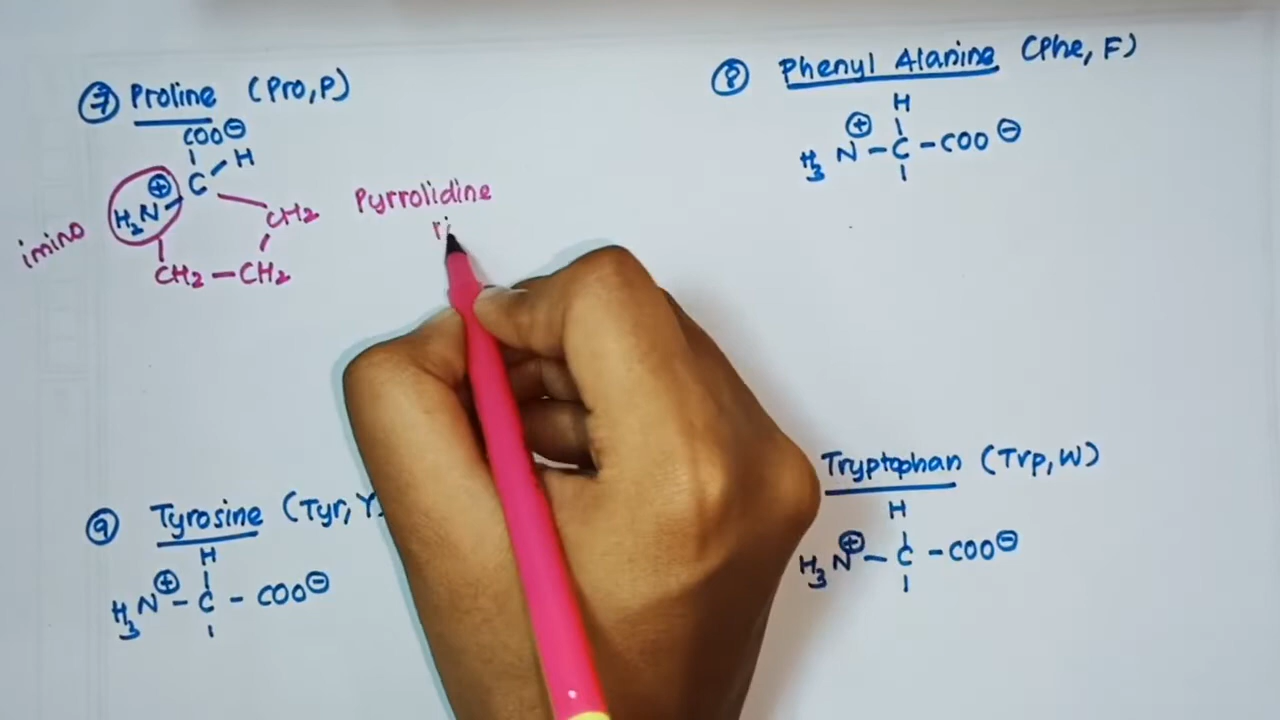 ⑦ Proline (Pro, P)
COO⊖
H
C
⊕
H₂N
imino
CH₂
CH₂ – CH₂
Pyrrolidine
ri
⑧ Phenyl Alanine (Phe, F)
H
⊕
H₃N – C – COO⊖
⑨ Tyrosine (Tyr, Y
H
⊕
H₃N – C – COO⊖
Tryptophan (Trp, W)
H
⊕
H₃N – C – COO⊖